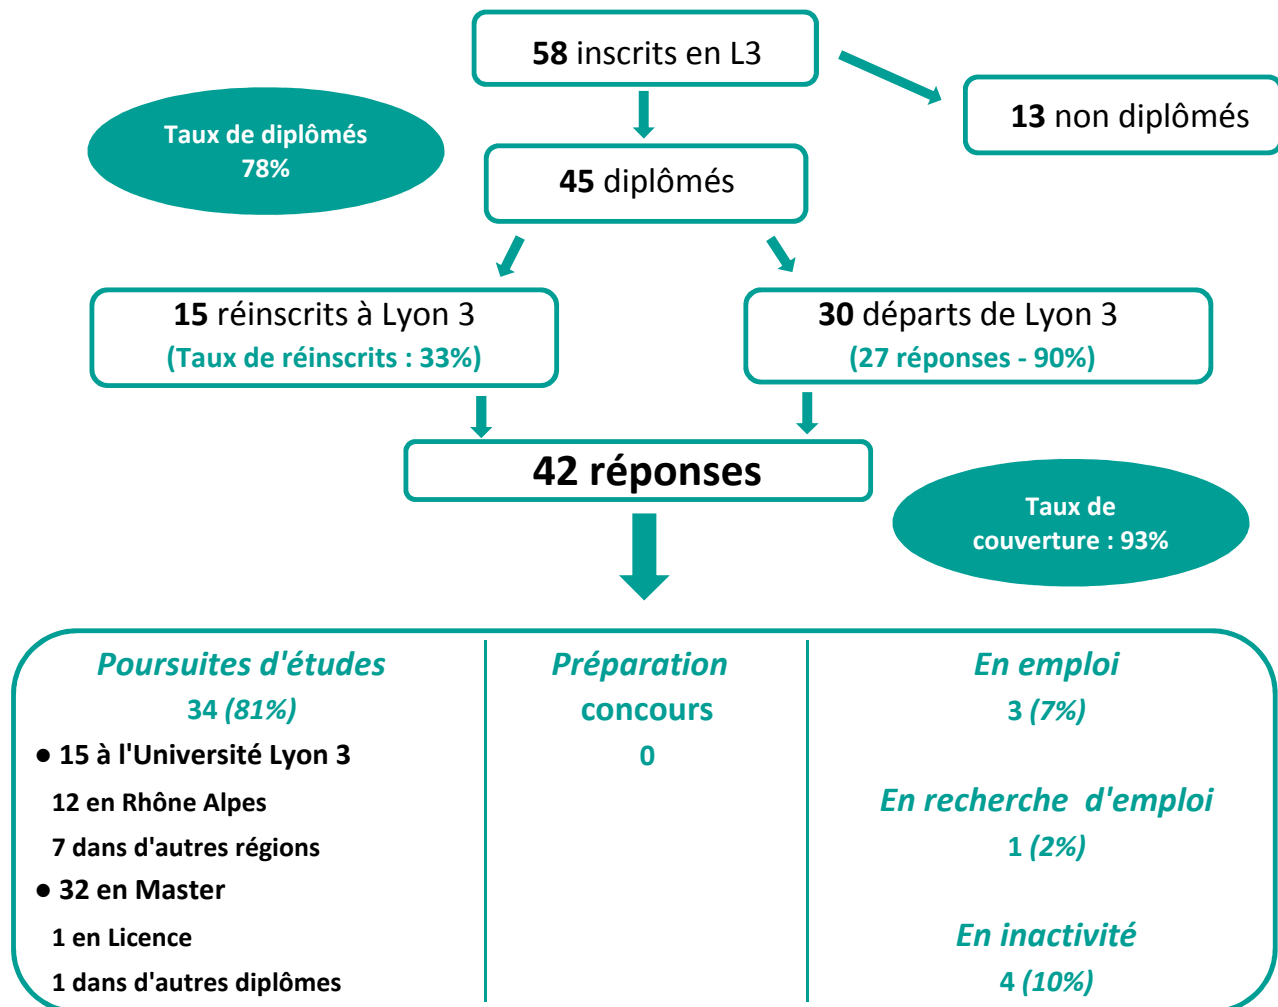 58 inscrits en L3
13 non diplômés
Taux de diplômés
78%
45 diplômés
15 réinscrits à Lyon 3
(Taux de réinscrits : 33%)
30 départs de Lyon 3
(27 réponses - 90%)
42 réponses
Taux de
couverture : 93%
Poursuites d'études
34 (81%)
● 15 à l'Université Lyon 3
12 en Rhône Alpes
7 dans d'autres régions
● 32 en Master
1 en Licence
1 dans d'autres diplômes
Préparation
concours
0
En emploi
3 (7%)
En recherche d'emploi
1 (2%)
En inactivité
4 (10%)